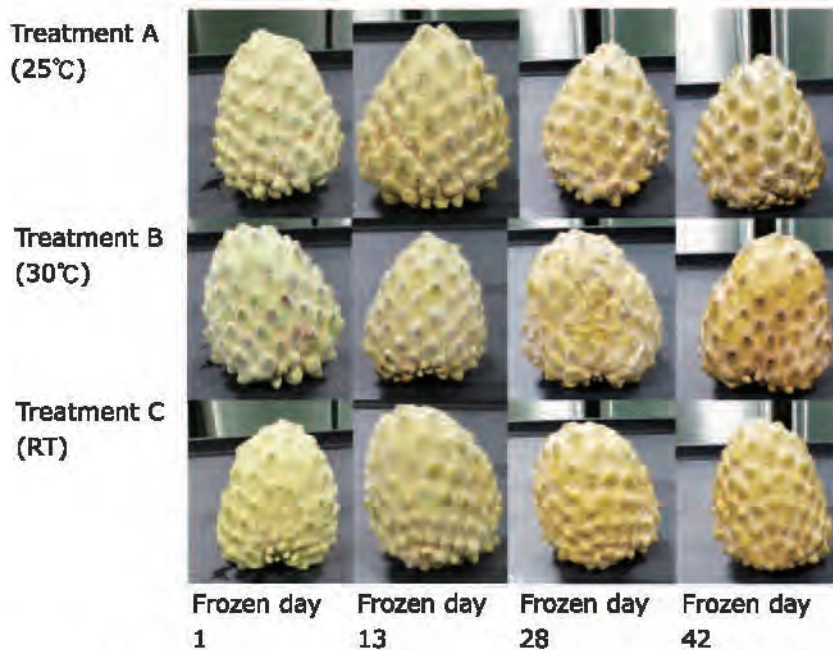 Treatment A
(25℃)
Treatment B
(30℃)
Treatment C
(RT)
Frozen day
1
Frozen day
13
Frozen day
28
Frozen day
42